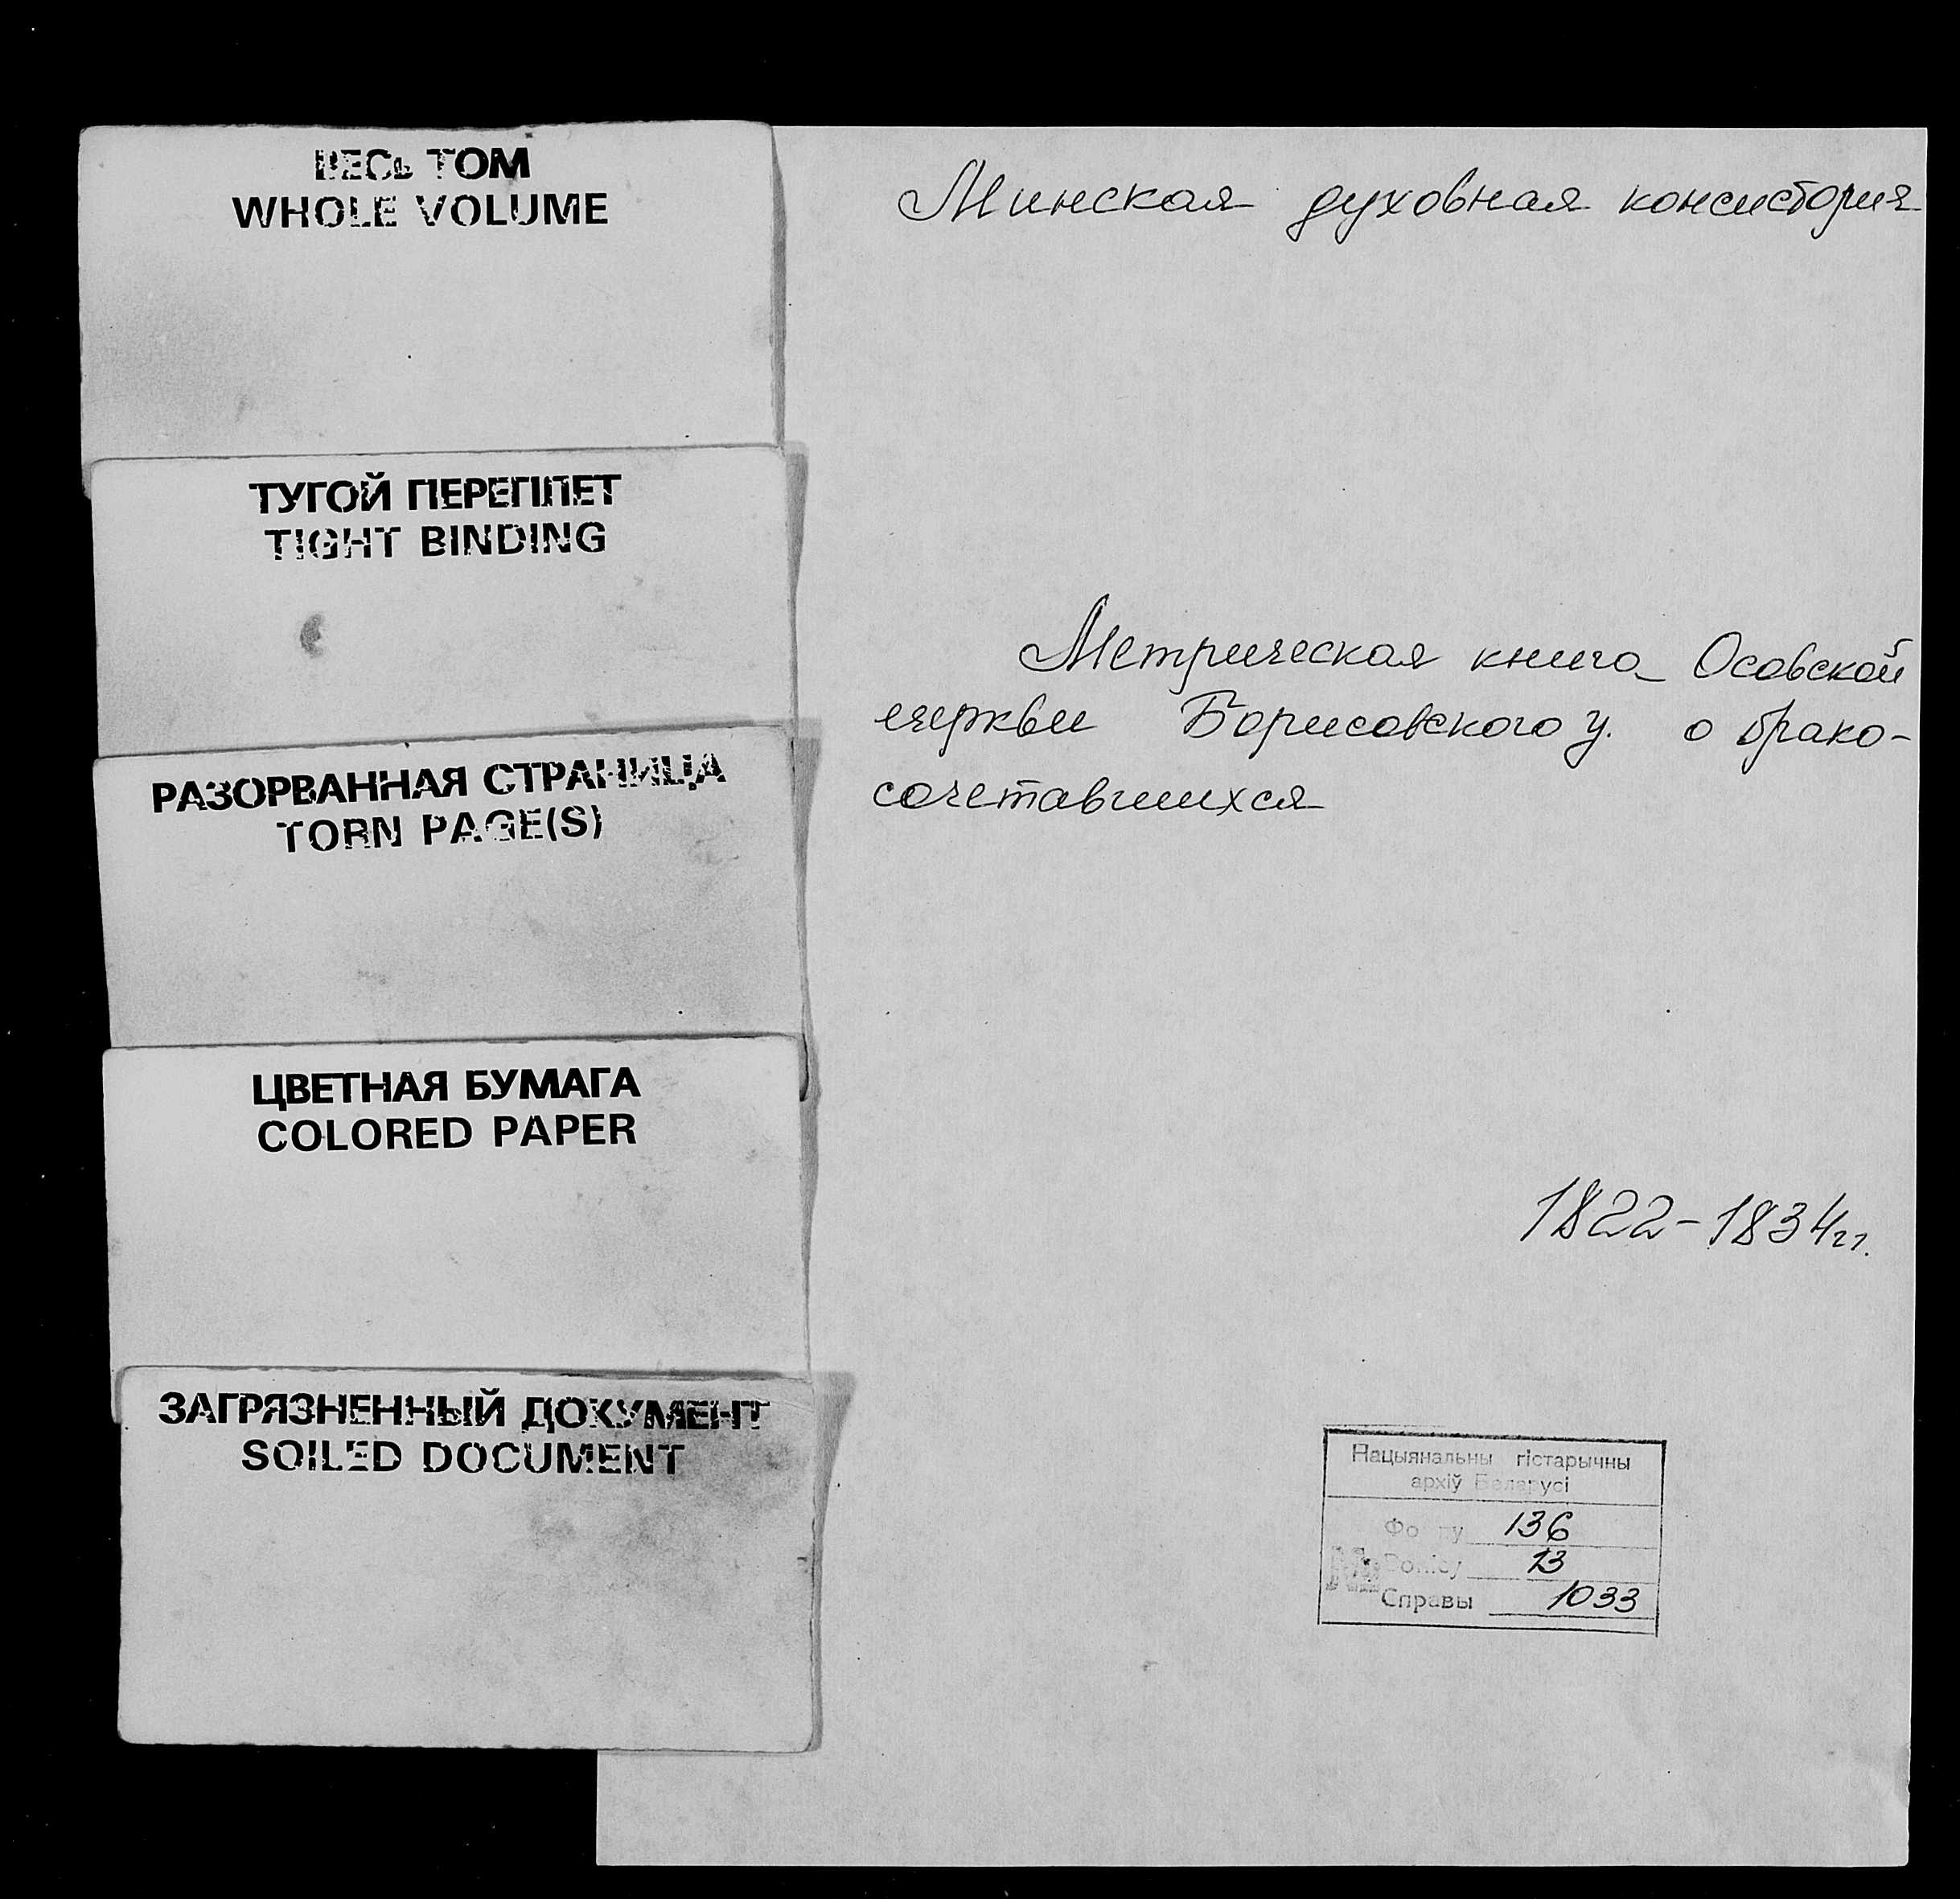 ВЕСЬ ТОМ
WHOLE VOLUME
ТУГОЙ ПЕРЕПЛЕТ
TIGHT BINDING
РАЗОРВАННАЯ СТРАНИЦА
TORN PAGE(S)
ЦВЕТНАЯ БУМАГА
COLORED PAPER
ЗАГРЯЗНЕННЫЙ ДОКУМЕНТ
SOILED DOCUMENT
Минская духовная консистория
Метрическая книга Осовской
церкви Борисовского у. о брако-
сочетавшихся
1822-1834гг.
Нацыянальны гістарычны
архіў Беларусі
Фонду 136
Вопісу 13
Справы 1033